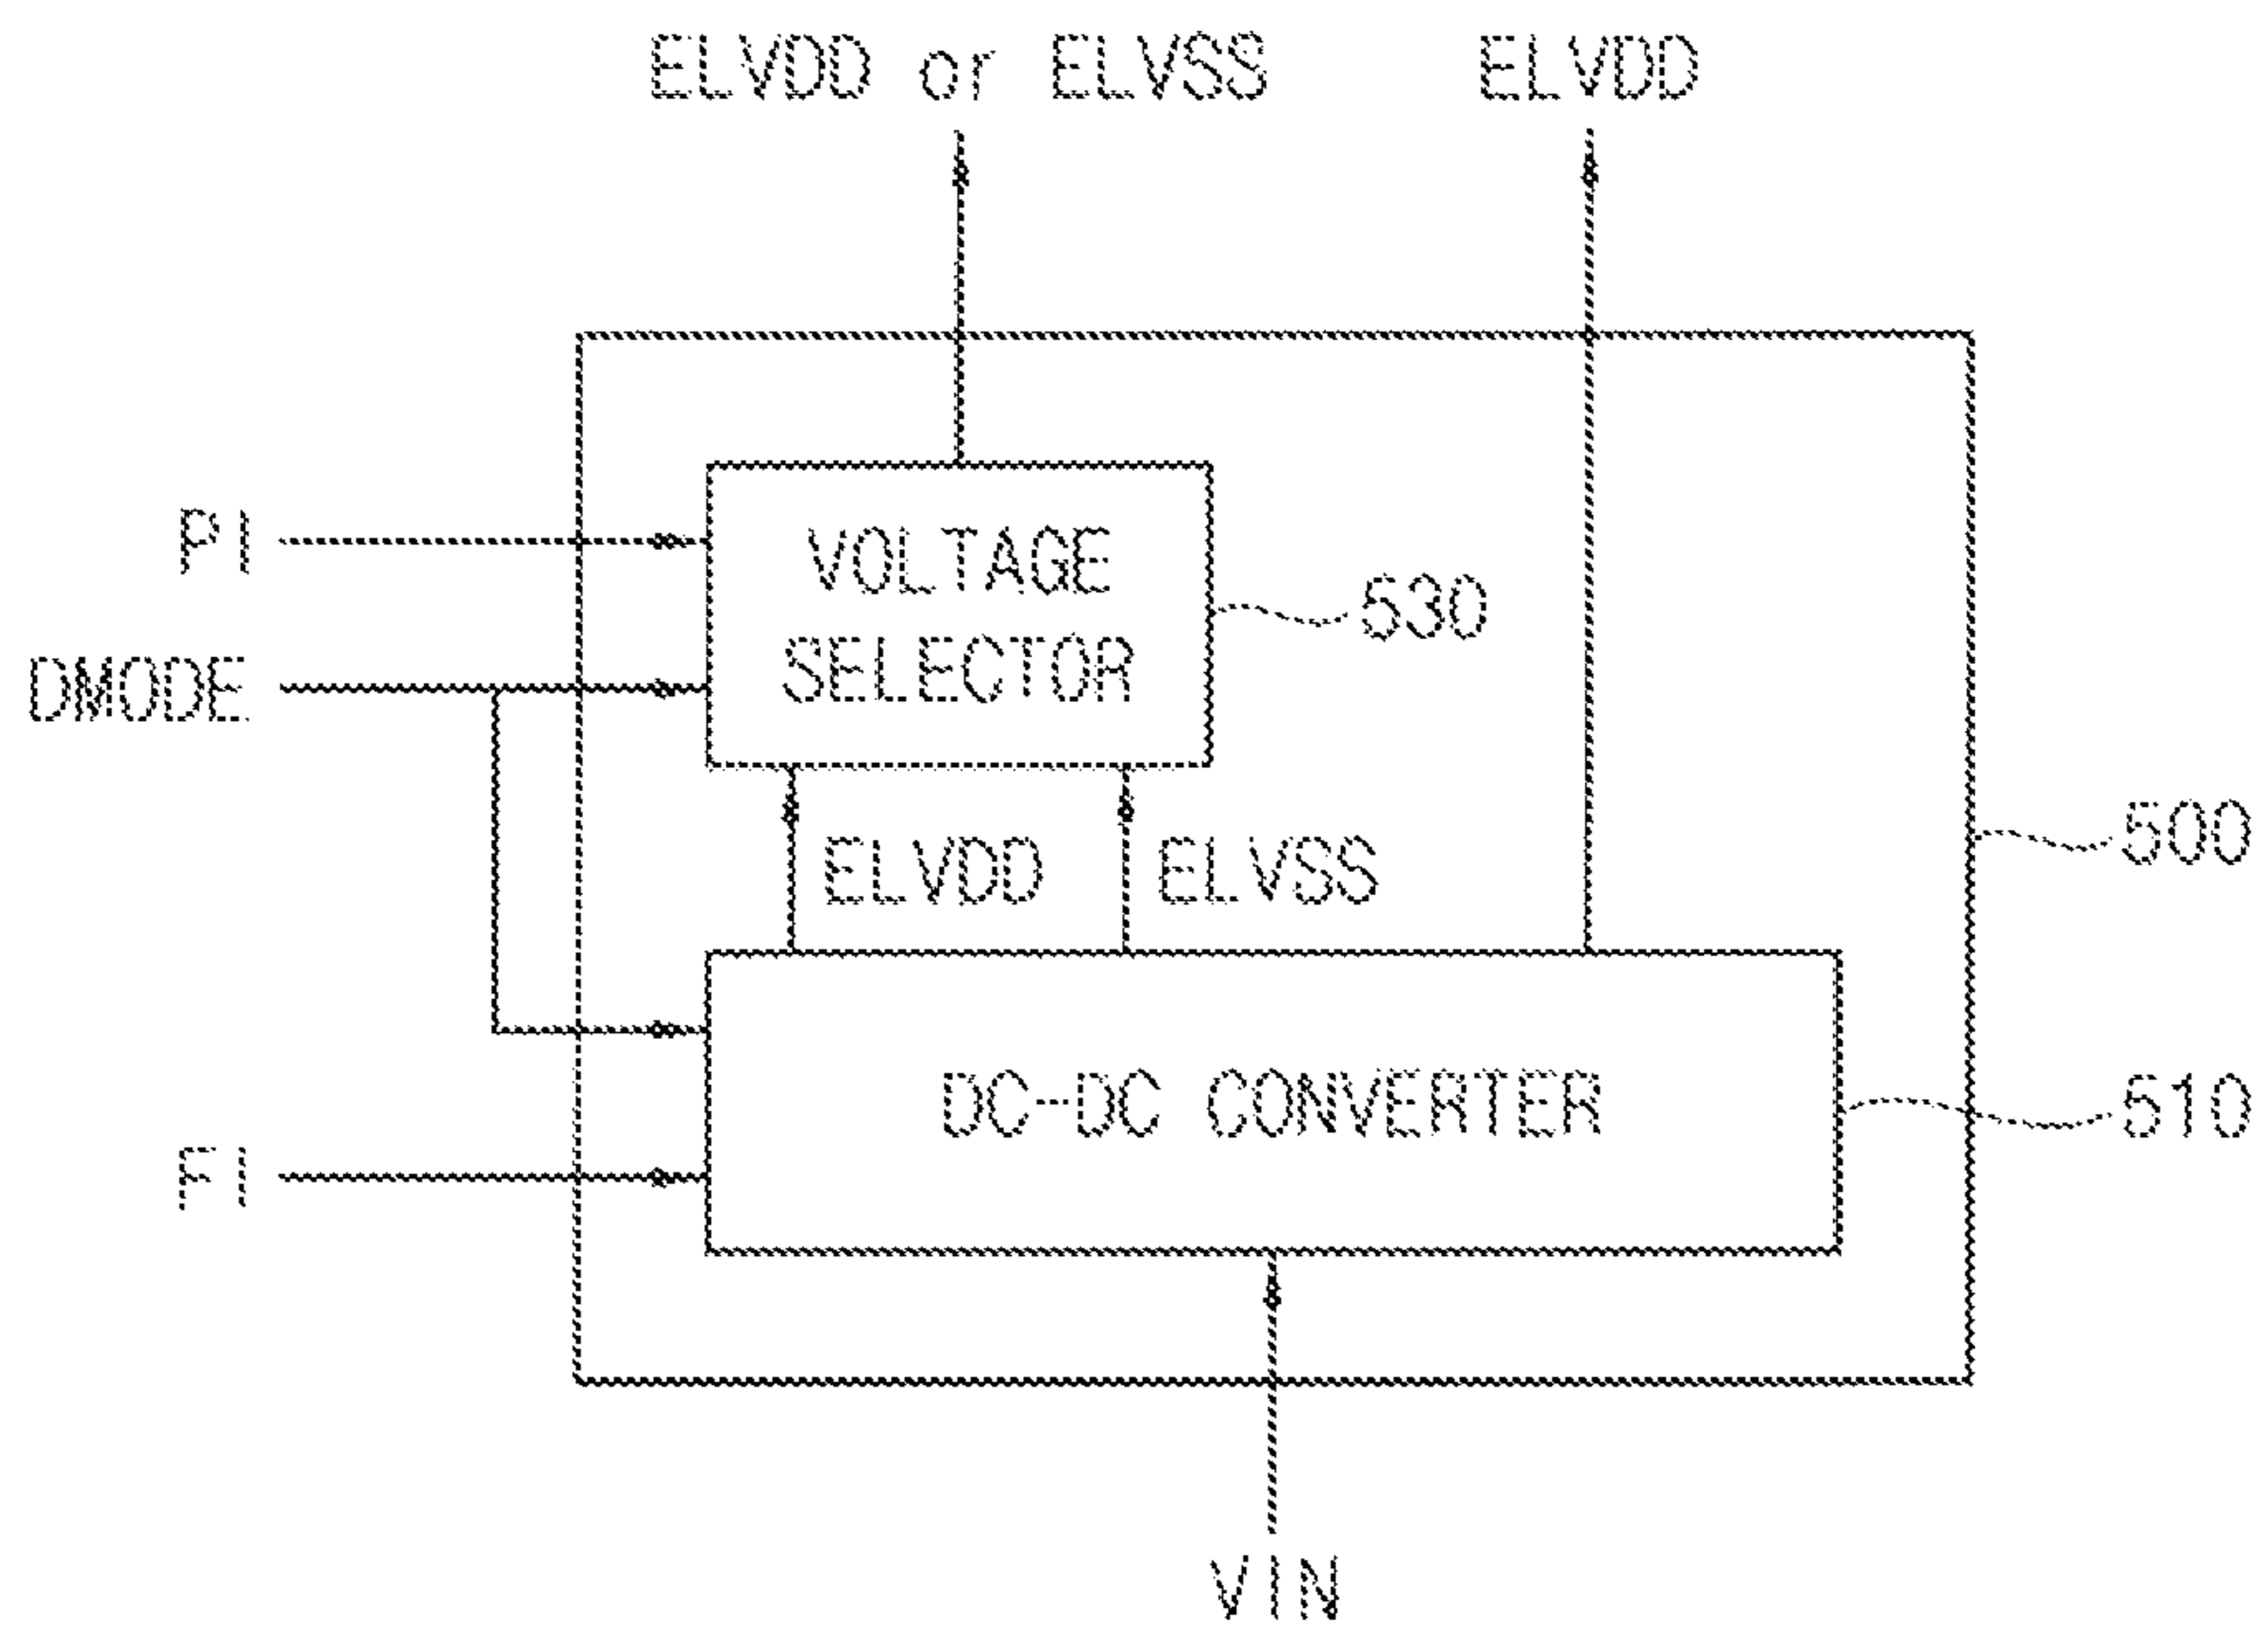 ELVDD or ELVSS
ELVDD
PI
VOLTAGE
SELECTOR
530
DMODE
500
ELVDD
ELVSS
DC-DC CONVERTER
510
FI
VIN